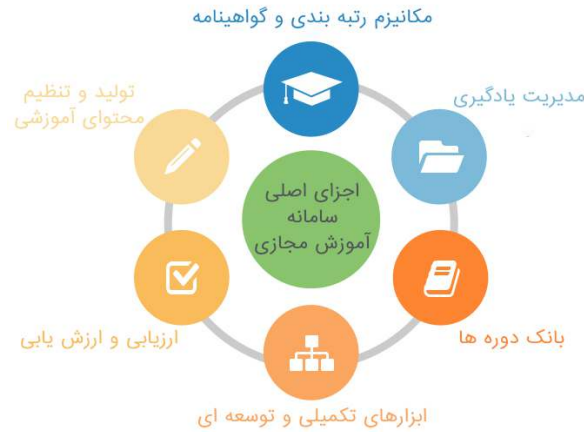 مکانیزم رتبه بندی و گواهینامه
مدیریت یادگیری
تولید و تنظیم
محتوای آموزشی
اجزای اصلی
سامانه
آموزش مجازی
بانک دوره ها
ارزیابی و ارزش یابی
ابزارهای تکمیلی و توسعه ای